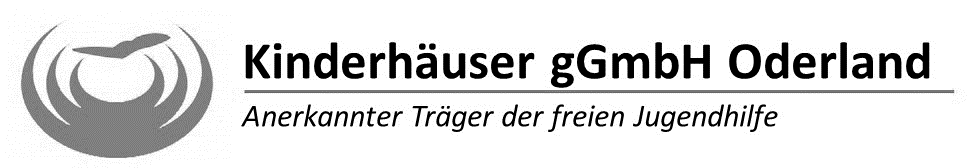 Kinderhäuser gGmbH Oderland
Anerkannter Träger der freien Jugendhilfe